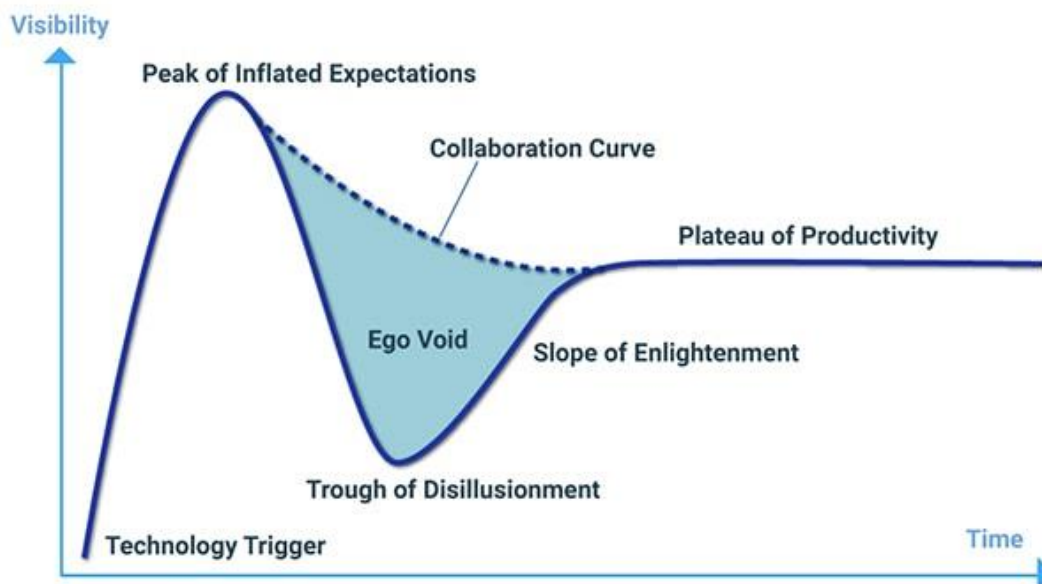 Visibility
Peak of Inflated Expectations
Collaboration Curve
Plateau of Productivity
Ego Void
Slope of Enlightenment
Trough of Disillusionment
Technology Trigger
Time